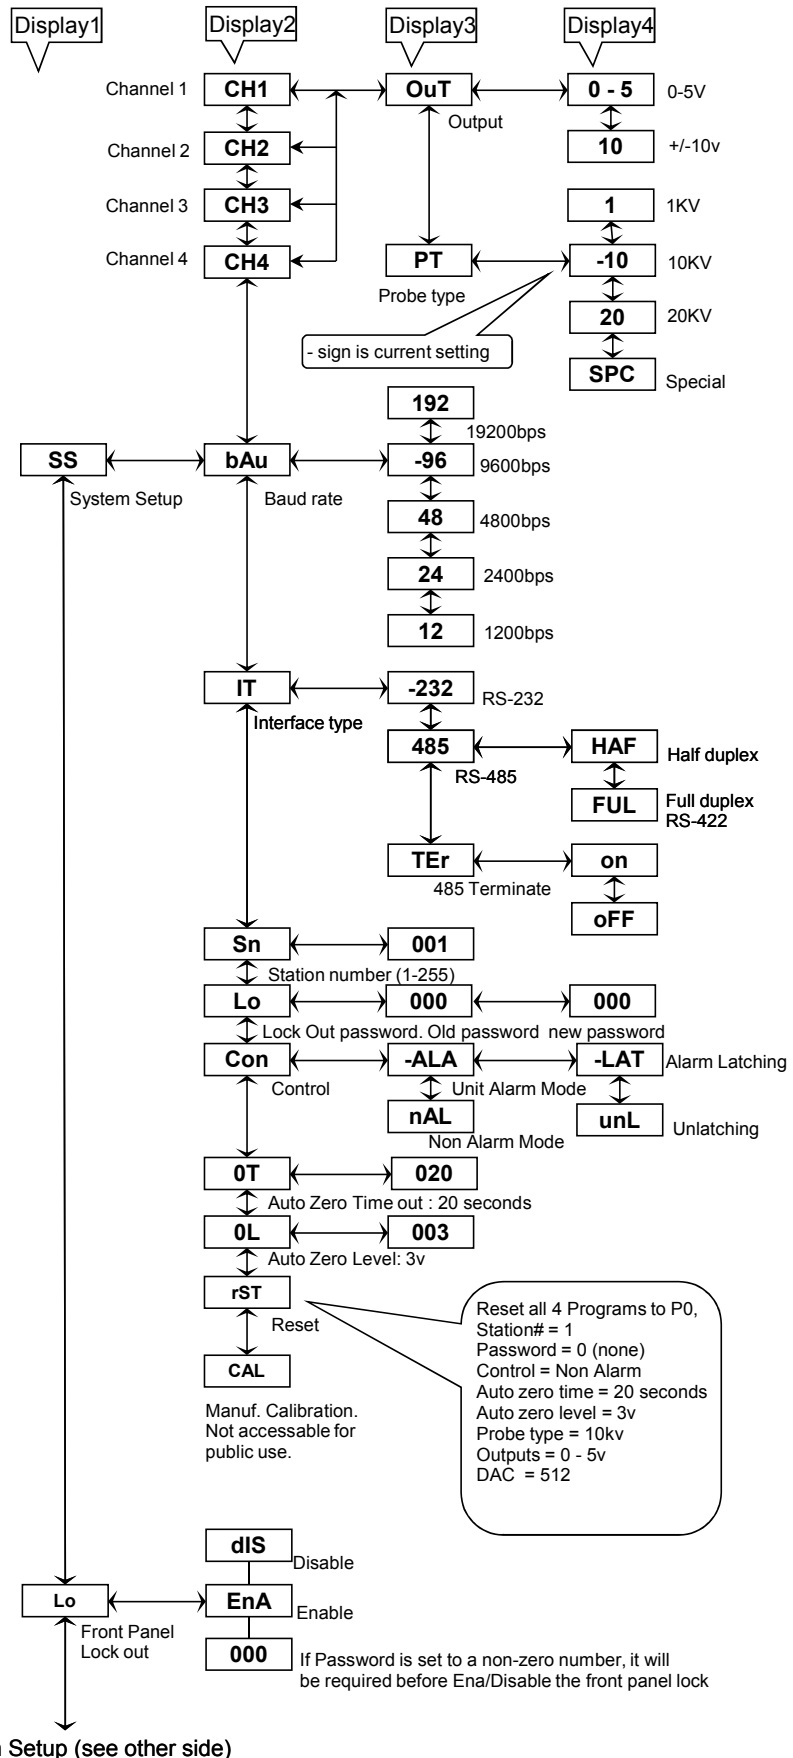 Display1 Display2 Display3 Display4
Channel 1 CH1 OuT 0 - 5 0-5V
Output
Channel 2 CH2 10 +/-10v
Channel 3 CH3 1 1KV
Channel 4 CH4 PT -10 10KV
Probe type
20 20KV
- sign is current setting
SPC Special
192
19200bps
SS bAu -96 9600bps
System Setup Baud rate
48 4800bps
24 2400bps
12 1200bps
IT -232 RS-232
Interface type
485 HAF Half duplex
RS-485
FUL Full duplex
RS-422
TEr on
485 Terminate
oFF
Sn 001
Station number (1-255)
Lo 000 000
Lock Out password. Old password new password
Con -ALA -LAT Alarm Latching
Control Unit Alarm Mode
nAL unL Unlatching
Non Alarm Mode
0T 020
Auto Zero Time out : 20 seconds
0L 003
Auto Zero Level: 3v
rST
Reset
Reset all 4 Programs to P0,
Station# = 1
Password = 0 (none)
Control = Non Alarm
Auto zero time = 20 seconds
Auto zero level = 3v
Probe type = 10kv
Outputs = 0 - 5v
DAC = 512
CAL
Manuf. Calibration.
Not accessable for
public use.
dIS
Disable
Lo EnA Enable
Front Panel
Lock out
000
If Password is set to a non-zero number, it will
be required before Ena/Disable the front panel lock
Setup (see other side)